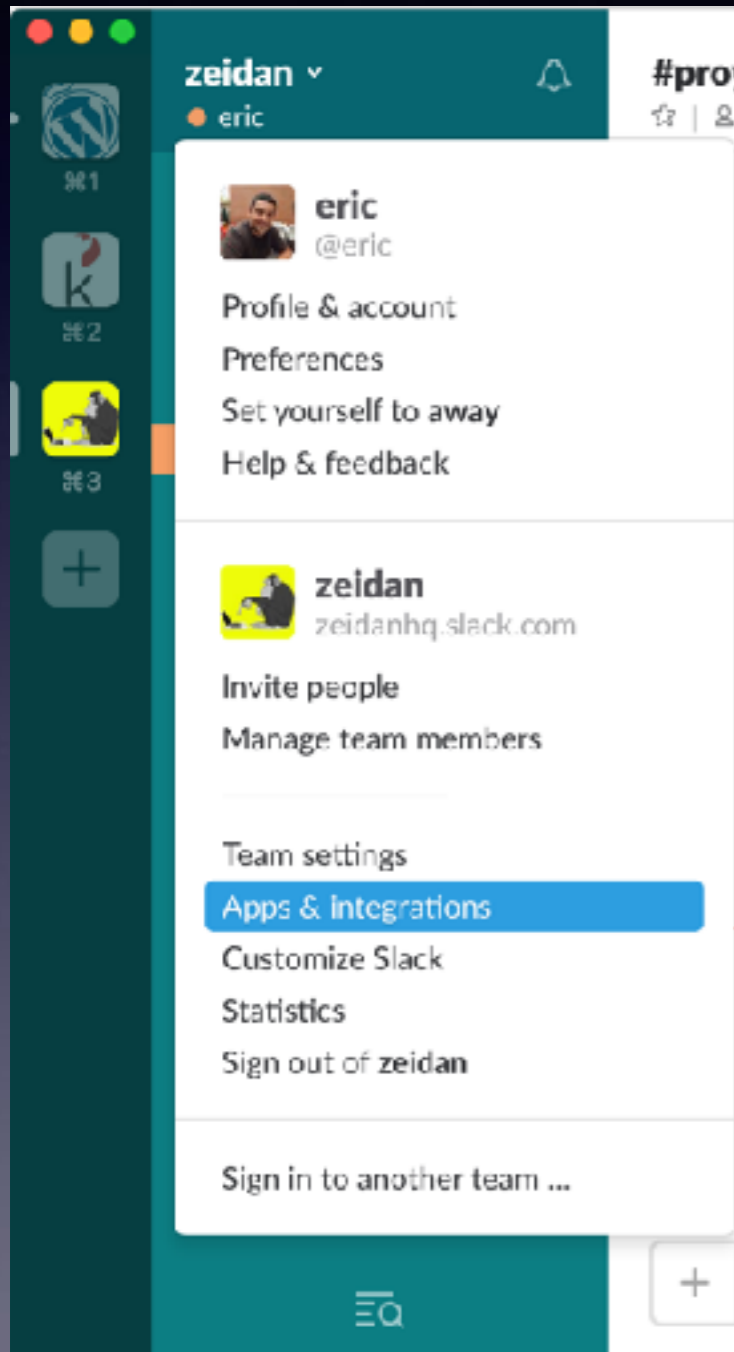 zeidan
#proy
eric
⌘1
eric
@eric
k
⌘2
Profile & account
Preferences
Set yourself to away
Help & feedback
⌘3
zeidan
zeidanhq.slack.com
Invite people
Manage team members
Team settings
Apps & integrations
Customize Slack
Statistics
Sign out of zeidan
Sign in to another team ...